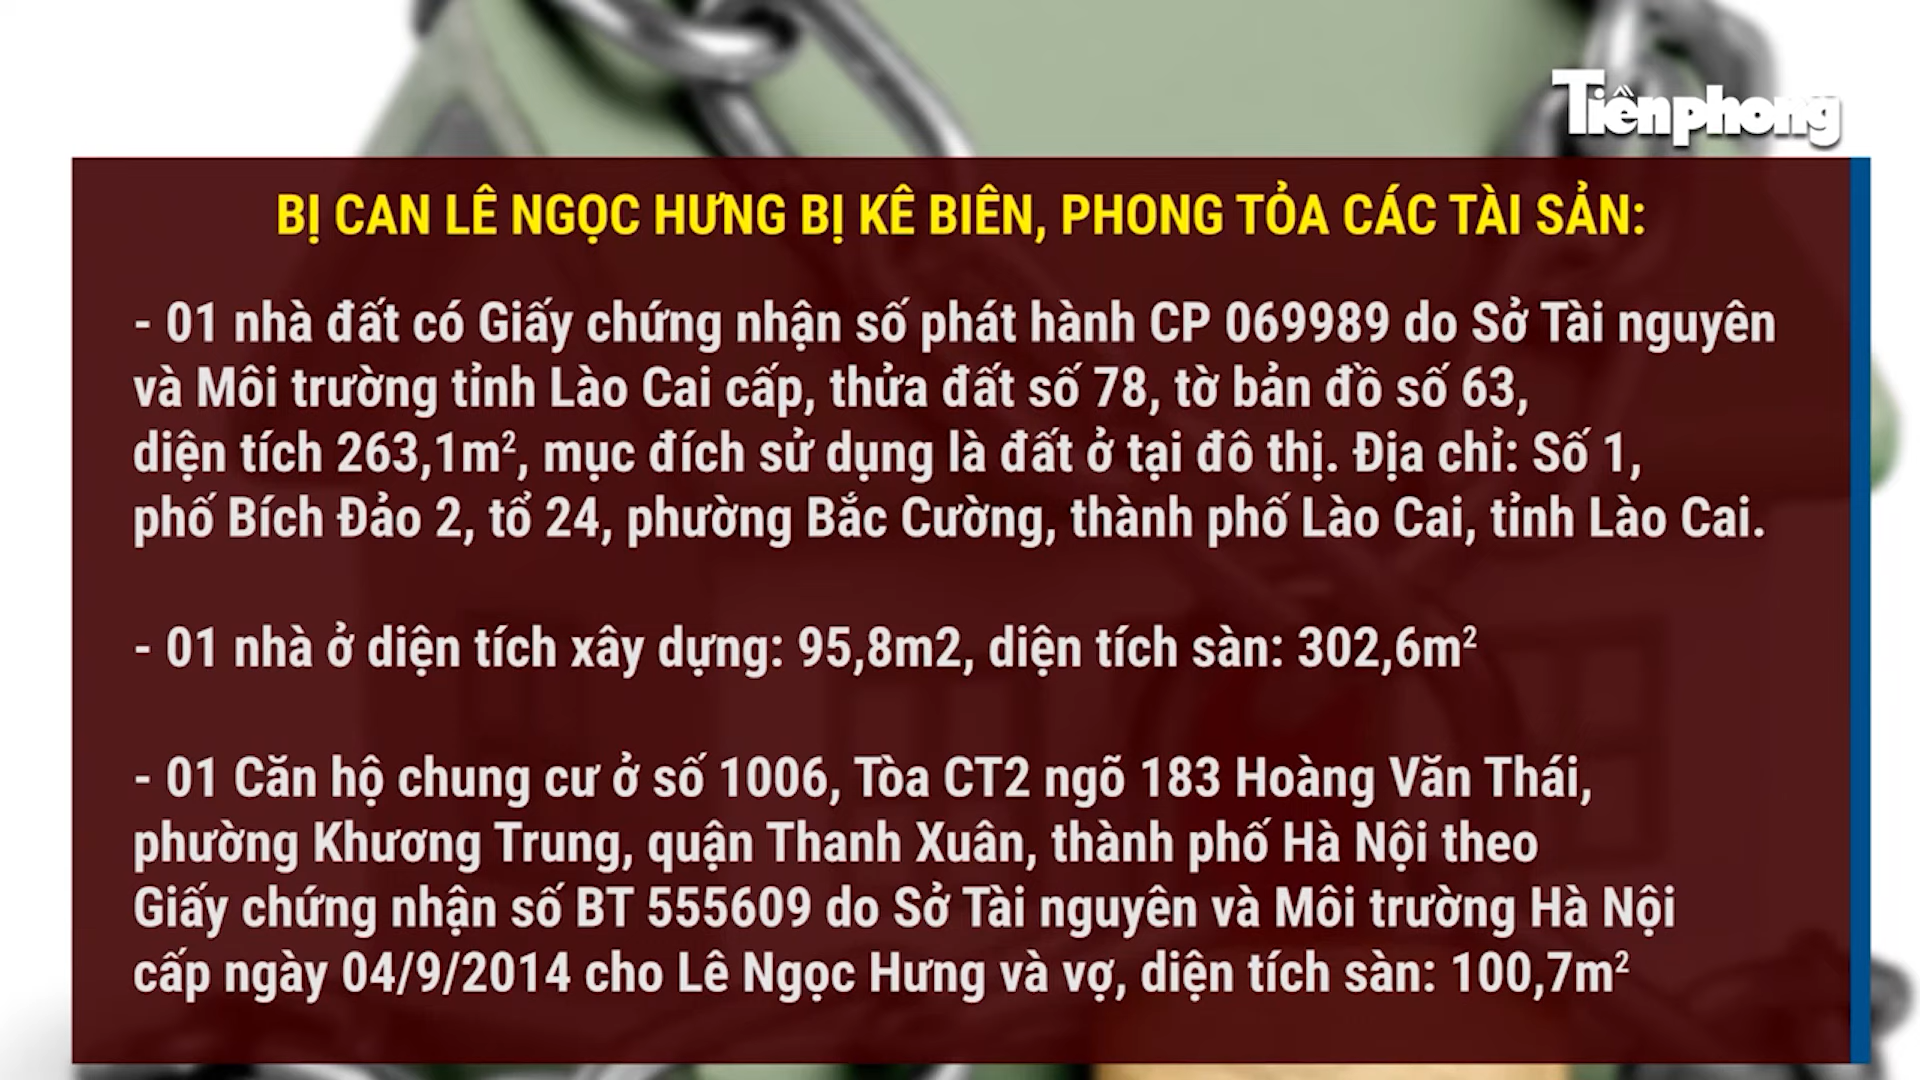 Tiềnphong
BỊ CAN LÊ NGỌC HƯNG BỊ KÊ BIÊN, PHONG TỎA CÁC TÀI SẢN:
- 01 nhà đất có Giấy chứng nhận số phát hành CP 069989 do Sở Tài nguyên
và Môi trường tỉnh Lào Cai cấp, thửa đất số 78, tờ bản đồ số 63,
diện tích 263,1m², mục đích sử dụng là đất ở tại đô thị. Địa chỉ: Số 1,
phố Bích Đảo 2, tổ 24, phường Bắc Cường, thành phố Lào Cai, tỉnh Lào Cai.
- 01 nhà ở diện tích xây dựng: 95,8m2, diện tích sàn: 302,6m²
- 01 Căn hộ chung cư ở số 1006, Tòa CT2 ngõ 183 Hoàng Văn Thái,
phường Khương Trung, quận Thanh Xuân, thành phố Hà Nội theo
Giấy chứng nhận số BT 555609 do Sở Tài nguyên và Môi trường Hà Nội
cấp ngày 04/9/2014 cho Lê Ngọc Hưng và vợ, diện tích sàn: 100,7m²